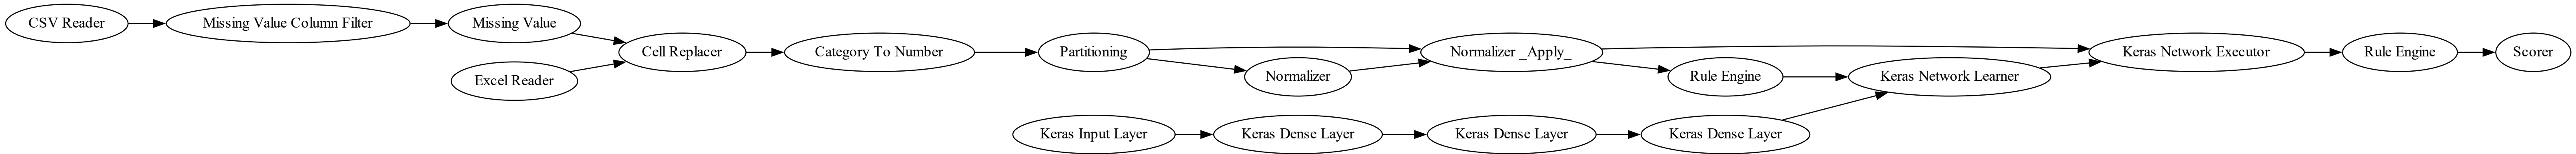 CSV Reader
Missing Value Column Filter
Missing Value
Excel Reader
Cell Replacer
Category To Number
Partitioning
Normalizer
Normalizer _Apply_
Rule Engine
Keras Input Layer
Keras Dense Layer
Keras Dense Layer
Keras Dense Layer
Keras Network Learner
Keras Network Executor
Rule Engine
Scorer